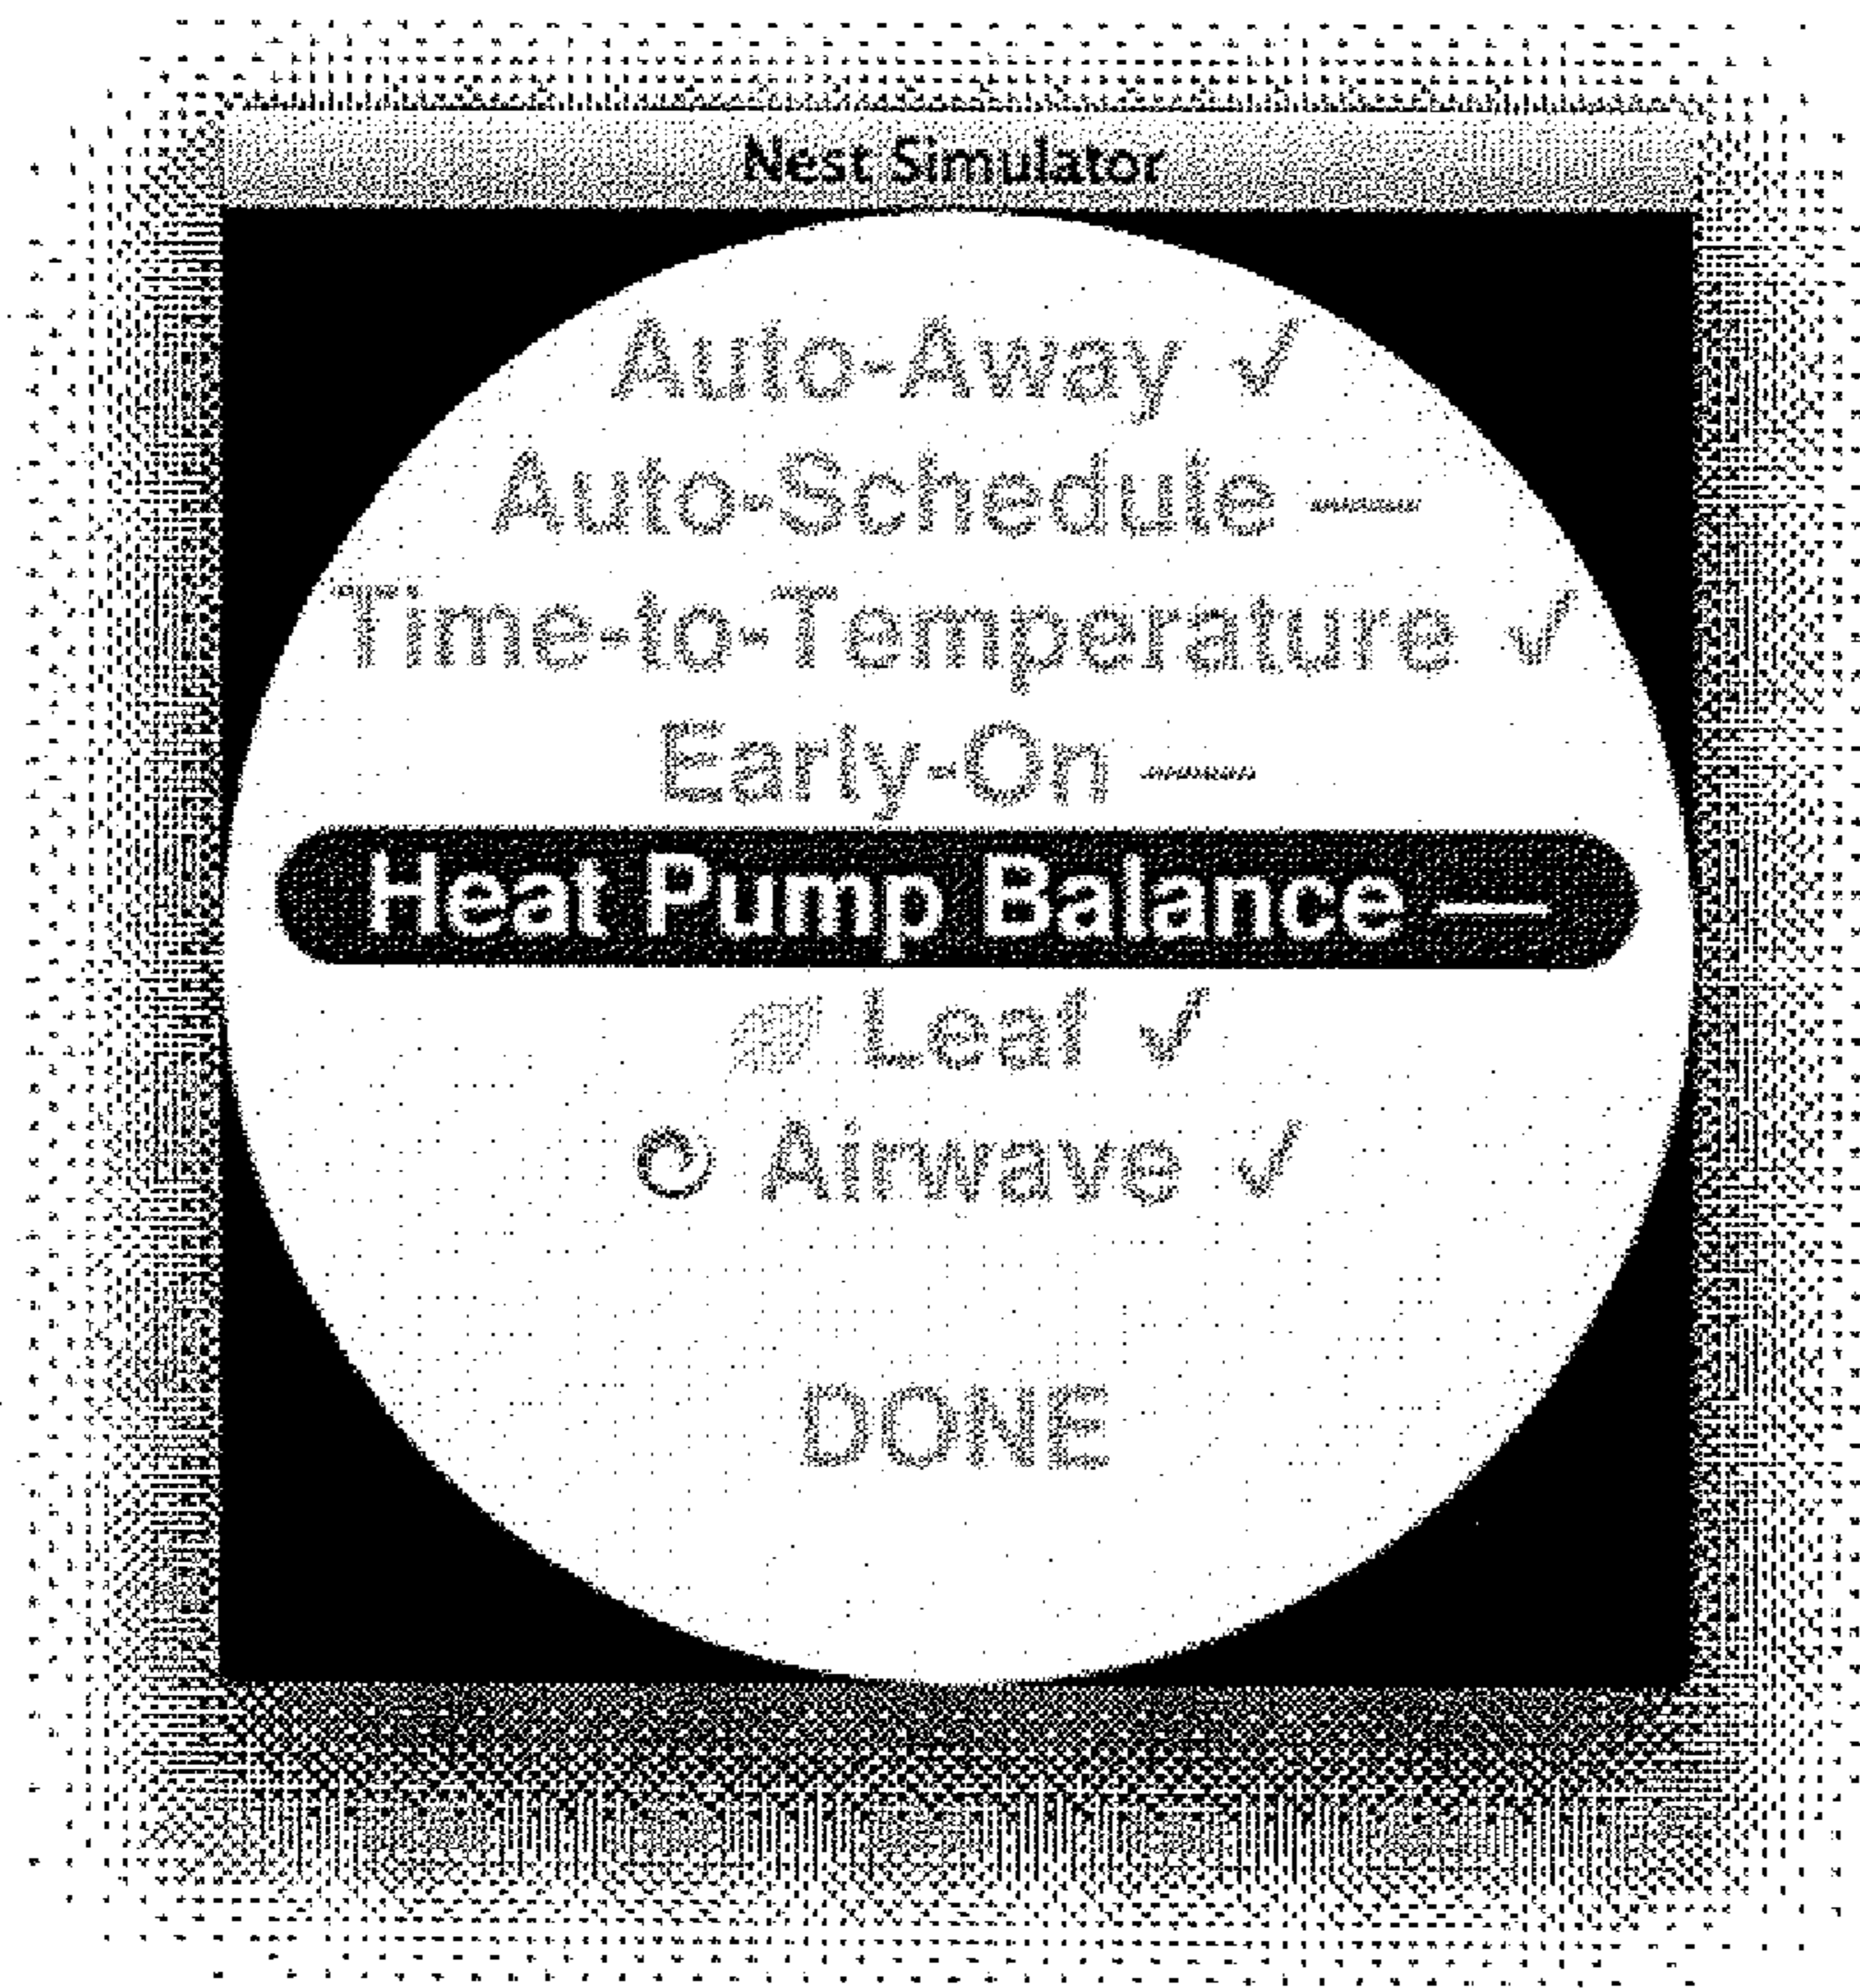 Nest Simulator
Auto-Away ✓
Auto-Schedule —
Time-to-Temperature ✓
Early-On —
Heat Pump Balance —
Leaf ✓
Airwave ✓
DONE